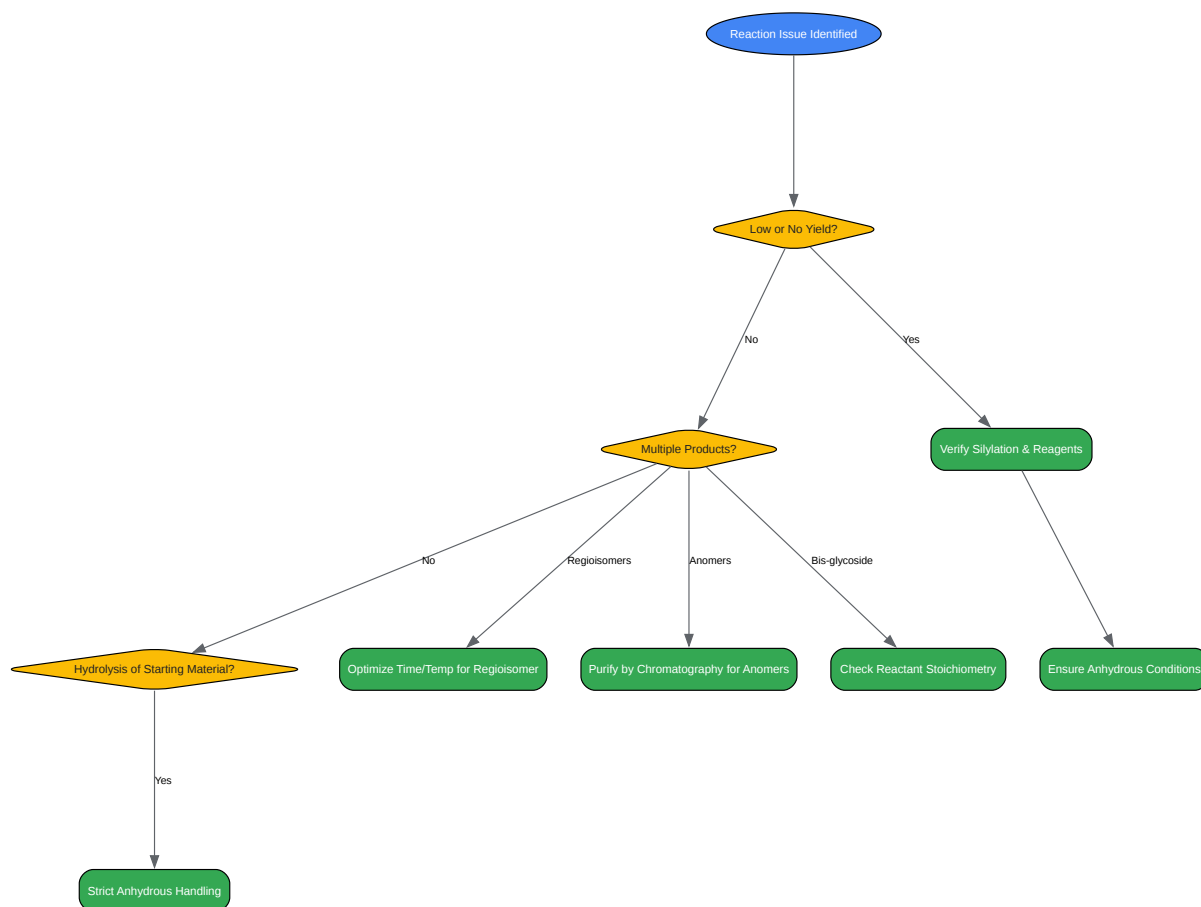 Reaction Issue Identified
Low or No Yield?
No
Yes
Multiple Products?
Verify Silylation & Reagents
No
Regioisomers
Anomers
Bis-glycoside
Hydrolysis of Starting Material?
Optimize Time/Temp for Regioisomer
Purify by Chromatography for Anomers
Check Reactant Stoichiometry
Ensure Anhydrous Conditions
Yes
Strict Anhydrous Handling